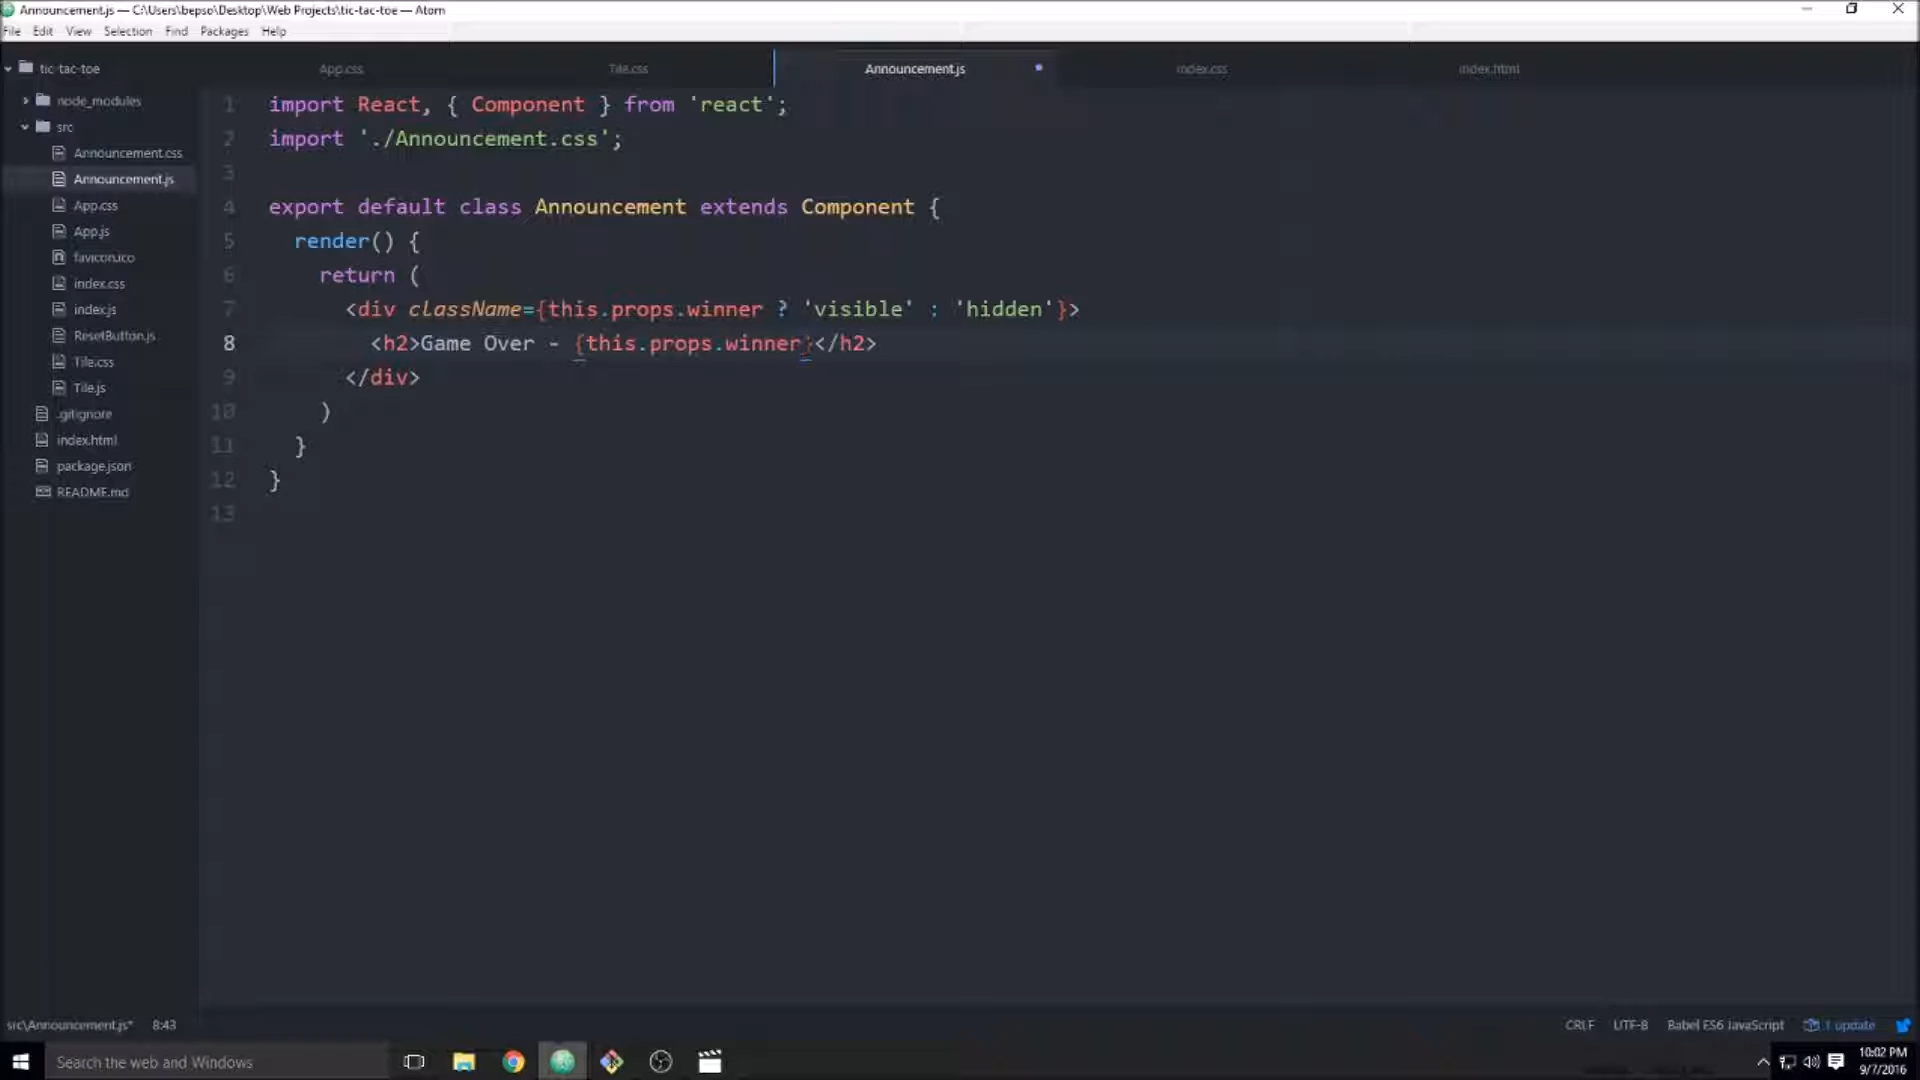 Announcement.js — C:\Users\bepso\Desktop\Web Projects\tic-tac-toe — Atom
File Edit View Selection Find Packages Help
tic-tac-toe
node_modules
src
Announcement.css
Announcement.js
App.css
App.js
favicon.ico
index.css
index.js
ResetButton.js
Tile.css
Tile.js
.gitignore
index.html
package.json
README.md
App.css Tile.css Announcement.js index.css index.html
1 import React, { Component } from 'react';
2 import './Announcement.css';
3
4 export default class Announcement extends Component {
5 render() {
6 return (
7 <div className={this.props.winner ? 'visible' : 'hidden'}>
8 <h2>Game Over - {this.props.winner}</h2>
9 </div>
10 )
11 }
12 }
13
src\Announcement.js* 8:43 CRLF UTF-8 Babel ES6 JavaScript 1 update
Search the web and Windows
10:02 PM
9/7/2016